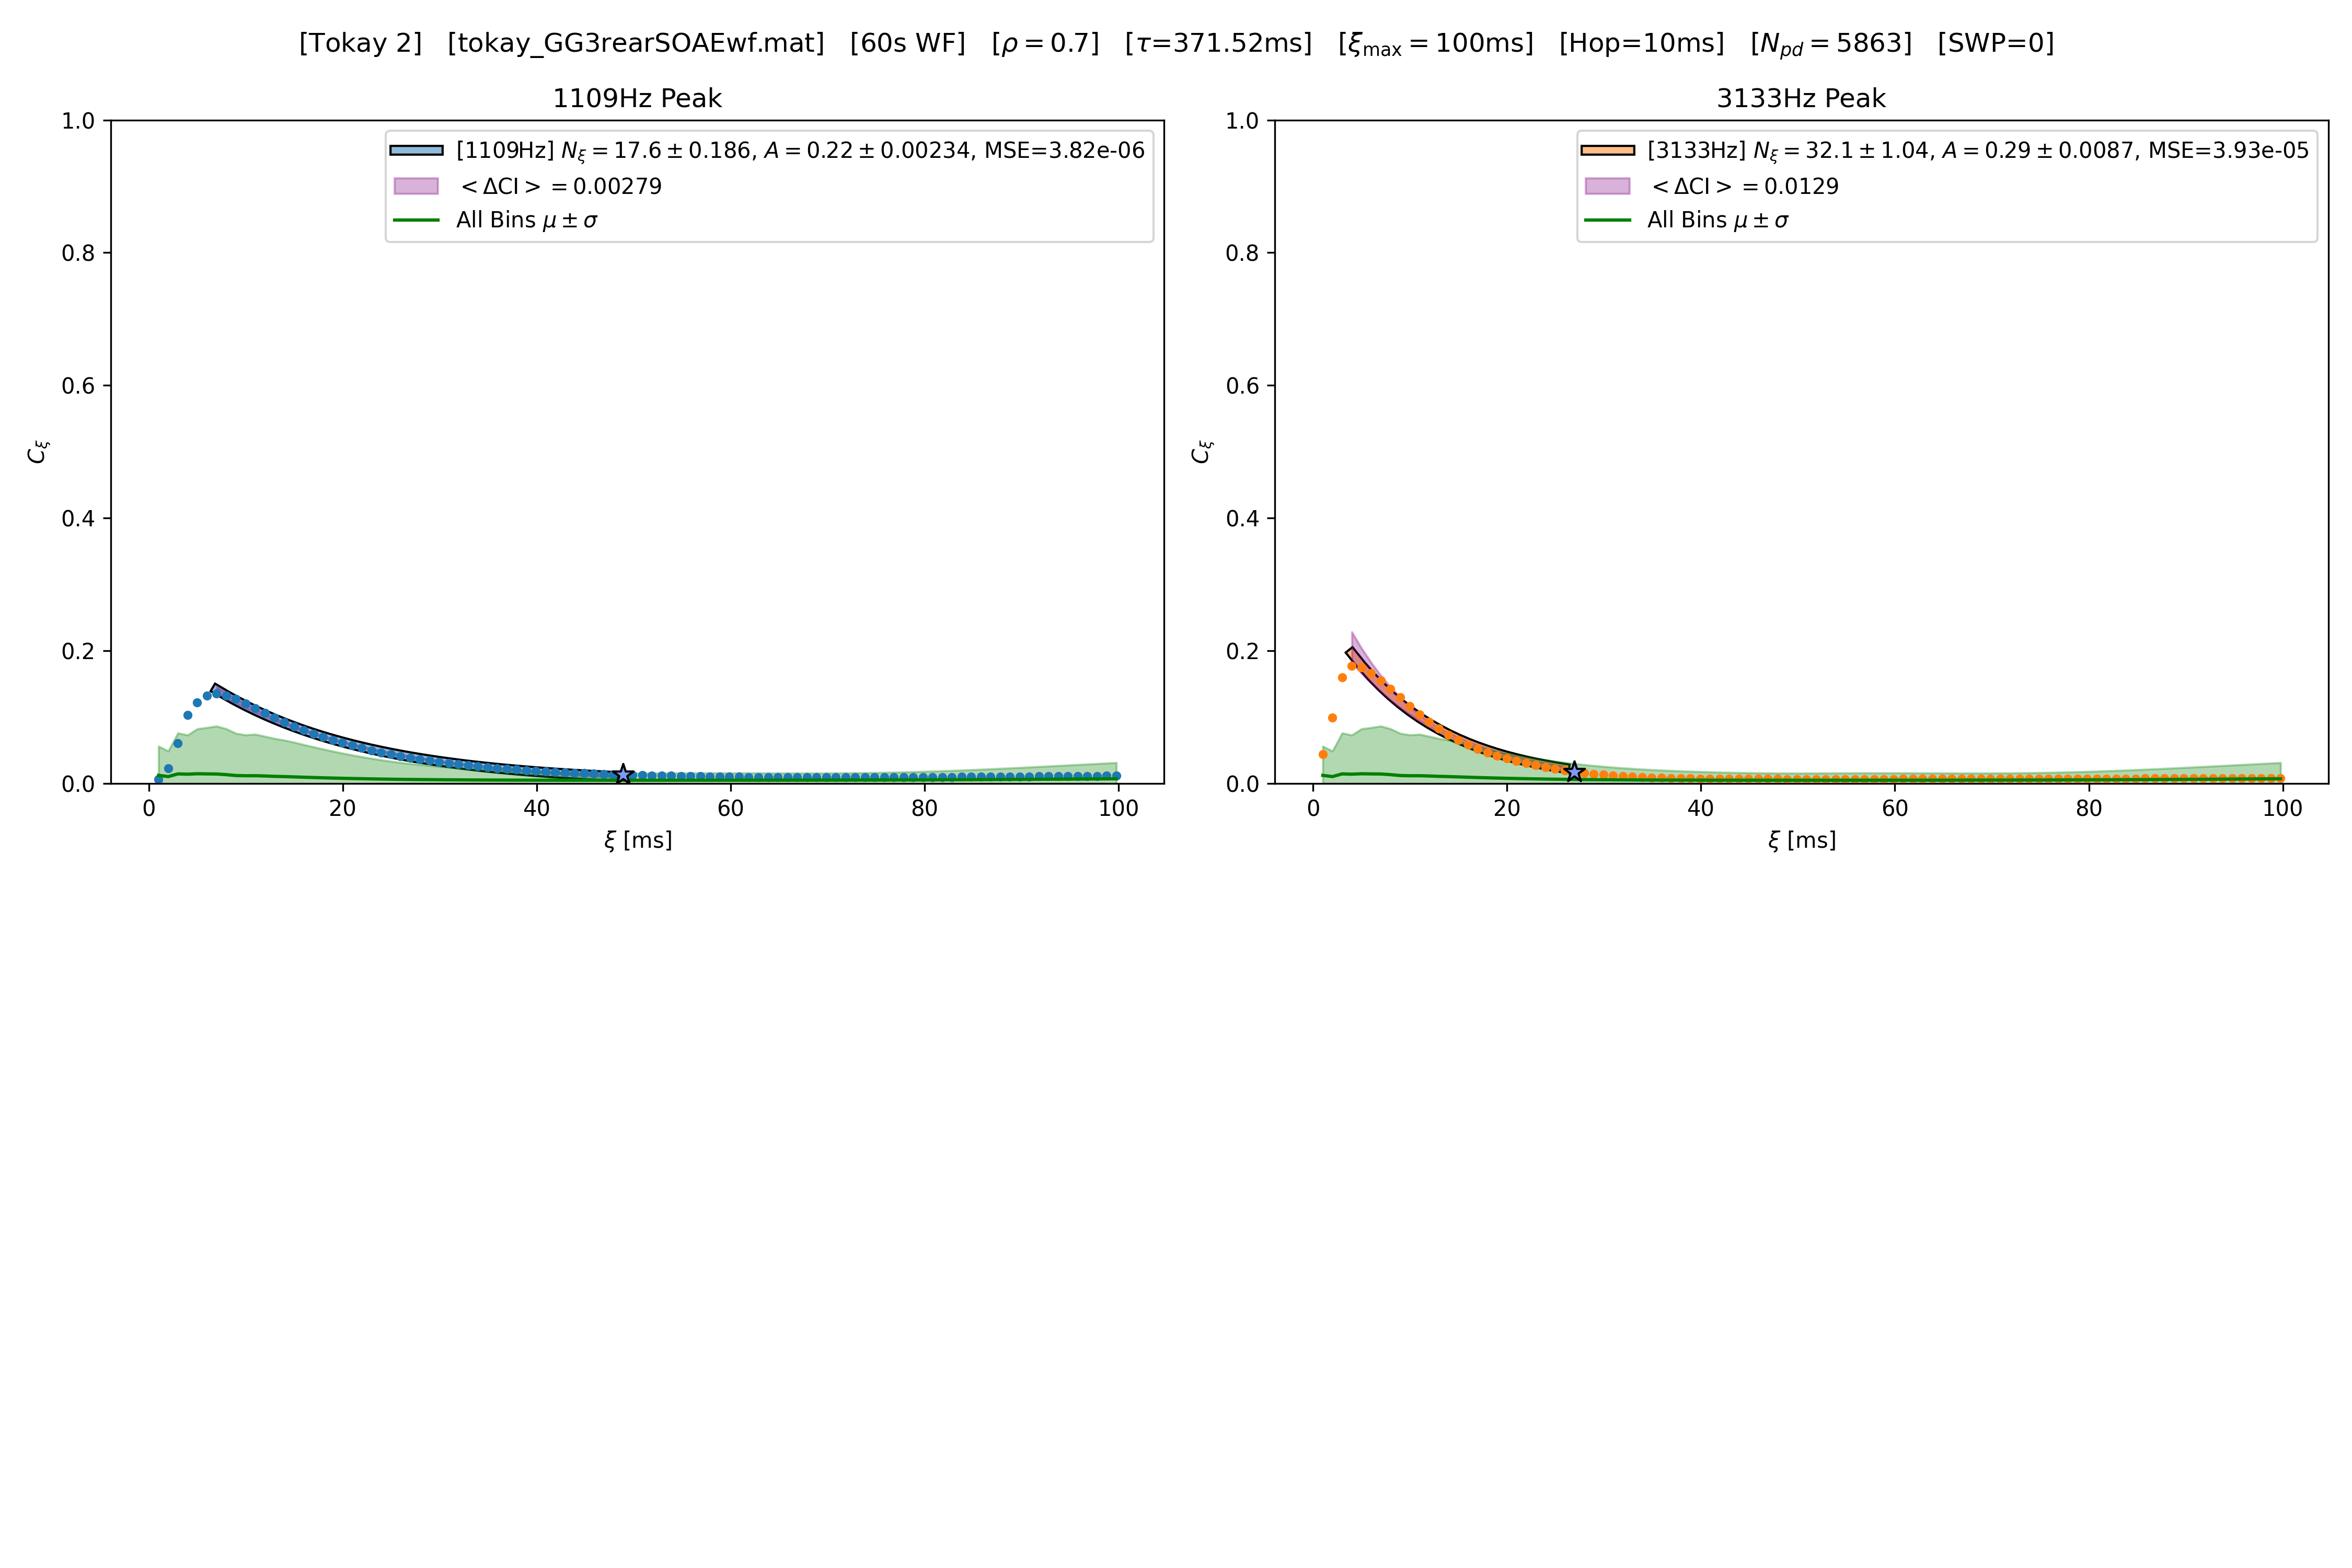 [Tokay 2] [tokay_GG3rearSOAEwf.mat] [60s WF] [ρ = 0.7] [τ=371.52ms] [ξmax = 100ms] [Hop=10ms] [Npd = 5863] [SWP=0]
1109Hz Peak
[1109Hz] Nξ = 17.6 ± 0.186, A = 0.22 ± 0.00234, MSE=3.82e-06
< ΔCI > = 0.00279
All Bins μ ± σ
1.0
0.8
0.6
0.4
0.2
0.0
Cξ
0 20 40 60 80 100
ξ [ms]
3133Hz Peak
[3133Hz] Nξ = 32.1 ± 1.04, A = 0.29 ± 0.0087, MSE=3.93e-05
< ΔCI > = 0.0129
All Bins μ ± σ
1.0
0.8
0.6
0.4
0.2
0.0
Cξ
0 20 40 60 80 100
ξ [ms]